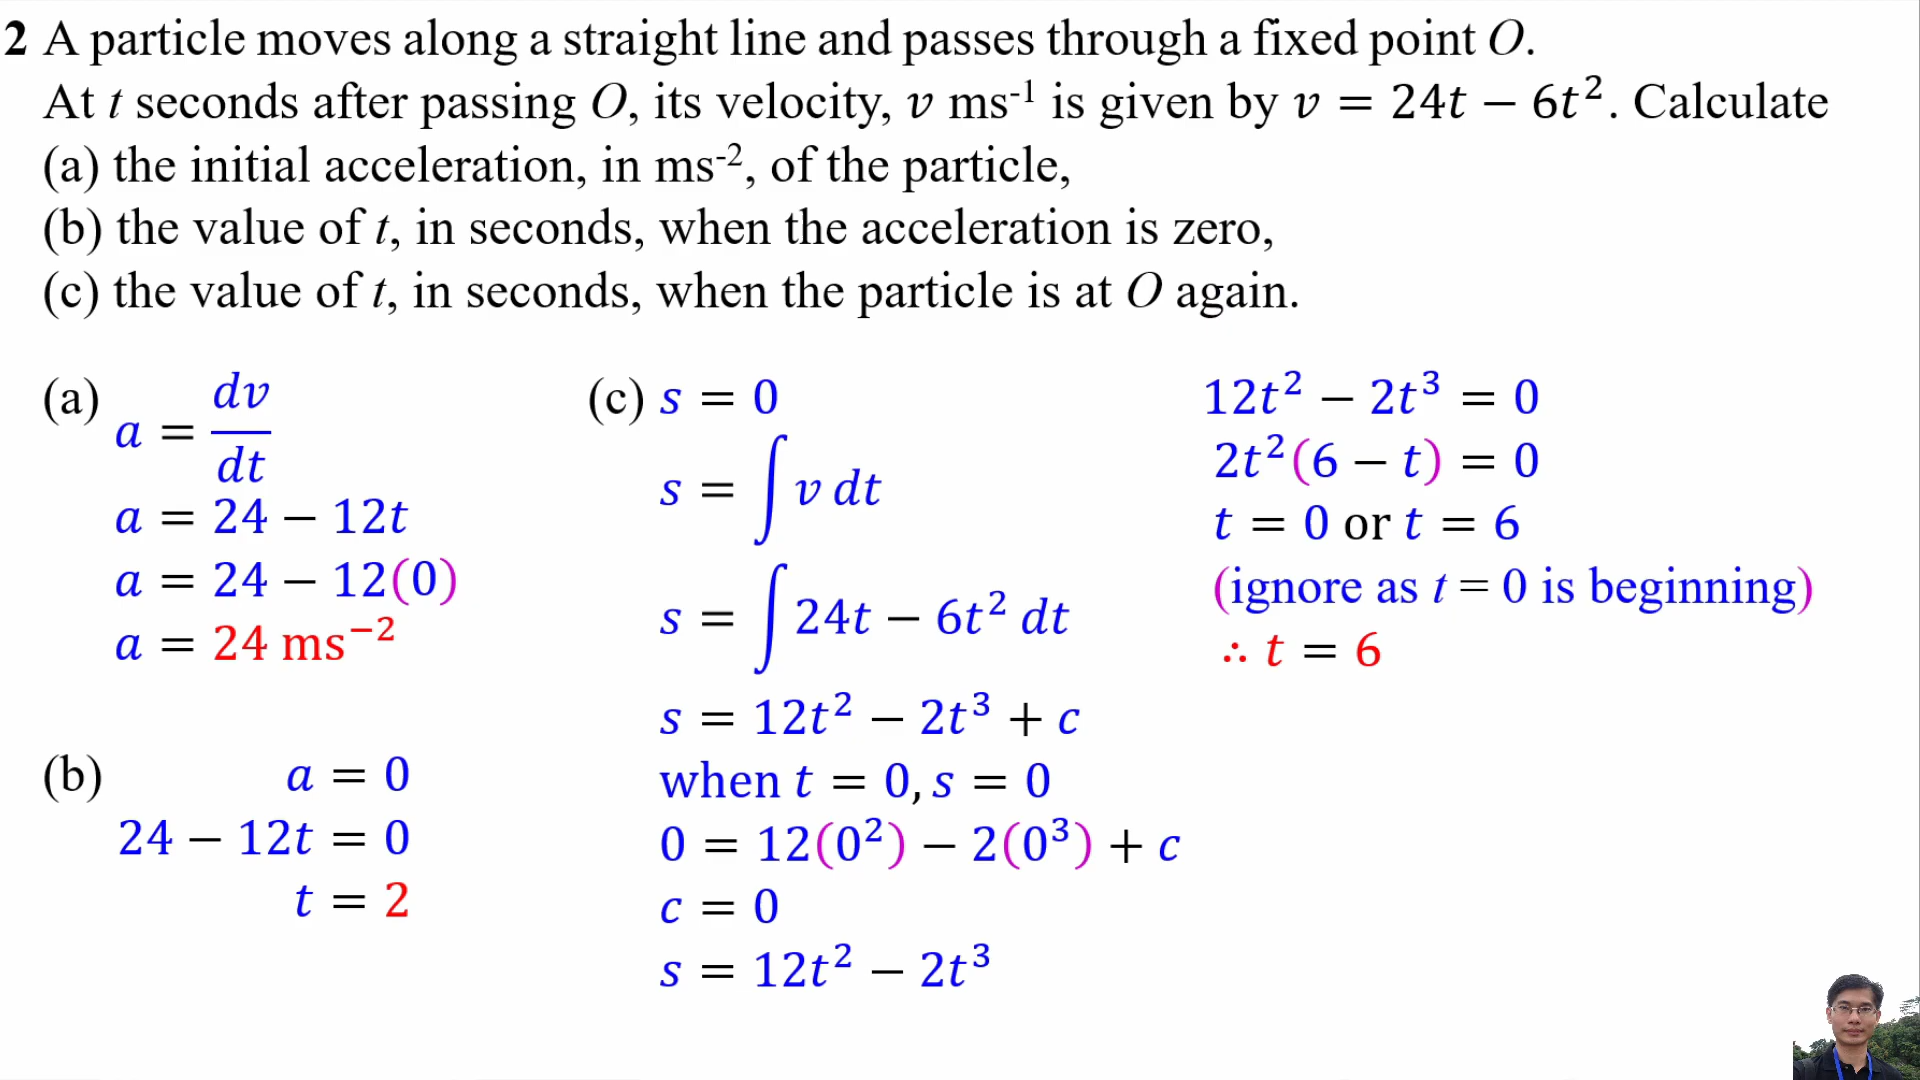 2 A particle moves along a straight line and passes through a fixed point O.
At t seconds after passing O, its velocity, v ms⁻¹ is given by v = 24t − 6t². Calculate
(a) the initial acceleration, in ms⁻², of the particle,
(b) the value of t, in seconds, when the acceleration is zero,
(c) the value of t, in seconds, when the particle is at O again.
(a) a = dv/dt
a = 24 − 12t
a = 24 − 12(0)
a = 24 ms⁻²
(b) a = 0
24 − 12t = 0
t = 2
(c) s = 0
s = ∫ v dt
s = ∫ 24t − 6t² dt
s = 12t² − 2t³ + c
when t = 0, s = 0
0 = 12(0²) − 2(0³) + c
c = 0
s = 12t² − 2t³
12t² − 2t³ = 0
2t²(6 − t) = 0
t = 0 or t = 6
(ignore as t = 0 is beginning)
∴ t = 6